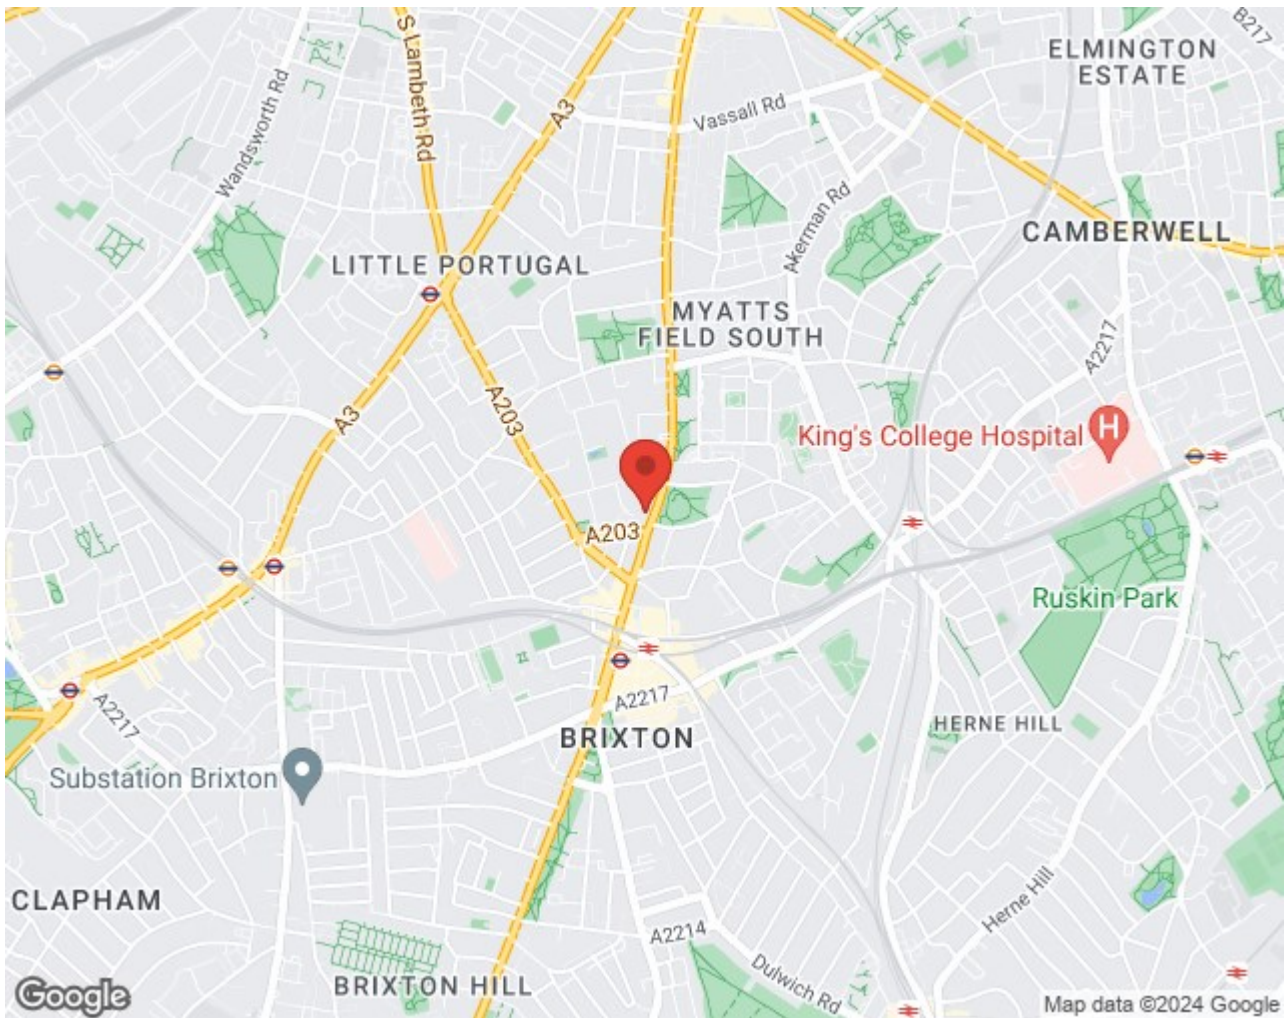 B217
ELMINGTON
ESTATE
S Lambeth Rd
Wandsworth Rd
A3
Vassall Rd
Akerman Rd
CAMBERWELL
LITTLE PORTUGAL
MYATTS
FIELD SOUTH
A2217
A203
A3
King's College Hospital
H
A203
Ruskin Park
A2217
A2217
BRIXTON
HERNE HILL
Substation Brixton
CLAPHAM
Herne Hill
A2214
Dulwich Rd
BRIXTON HILL
Google
Map data ©2024 Google